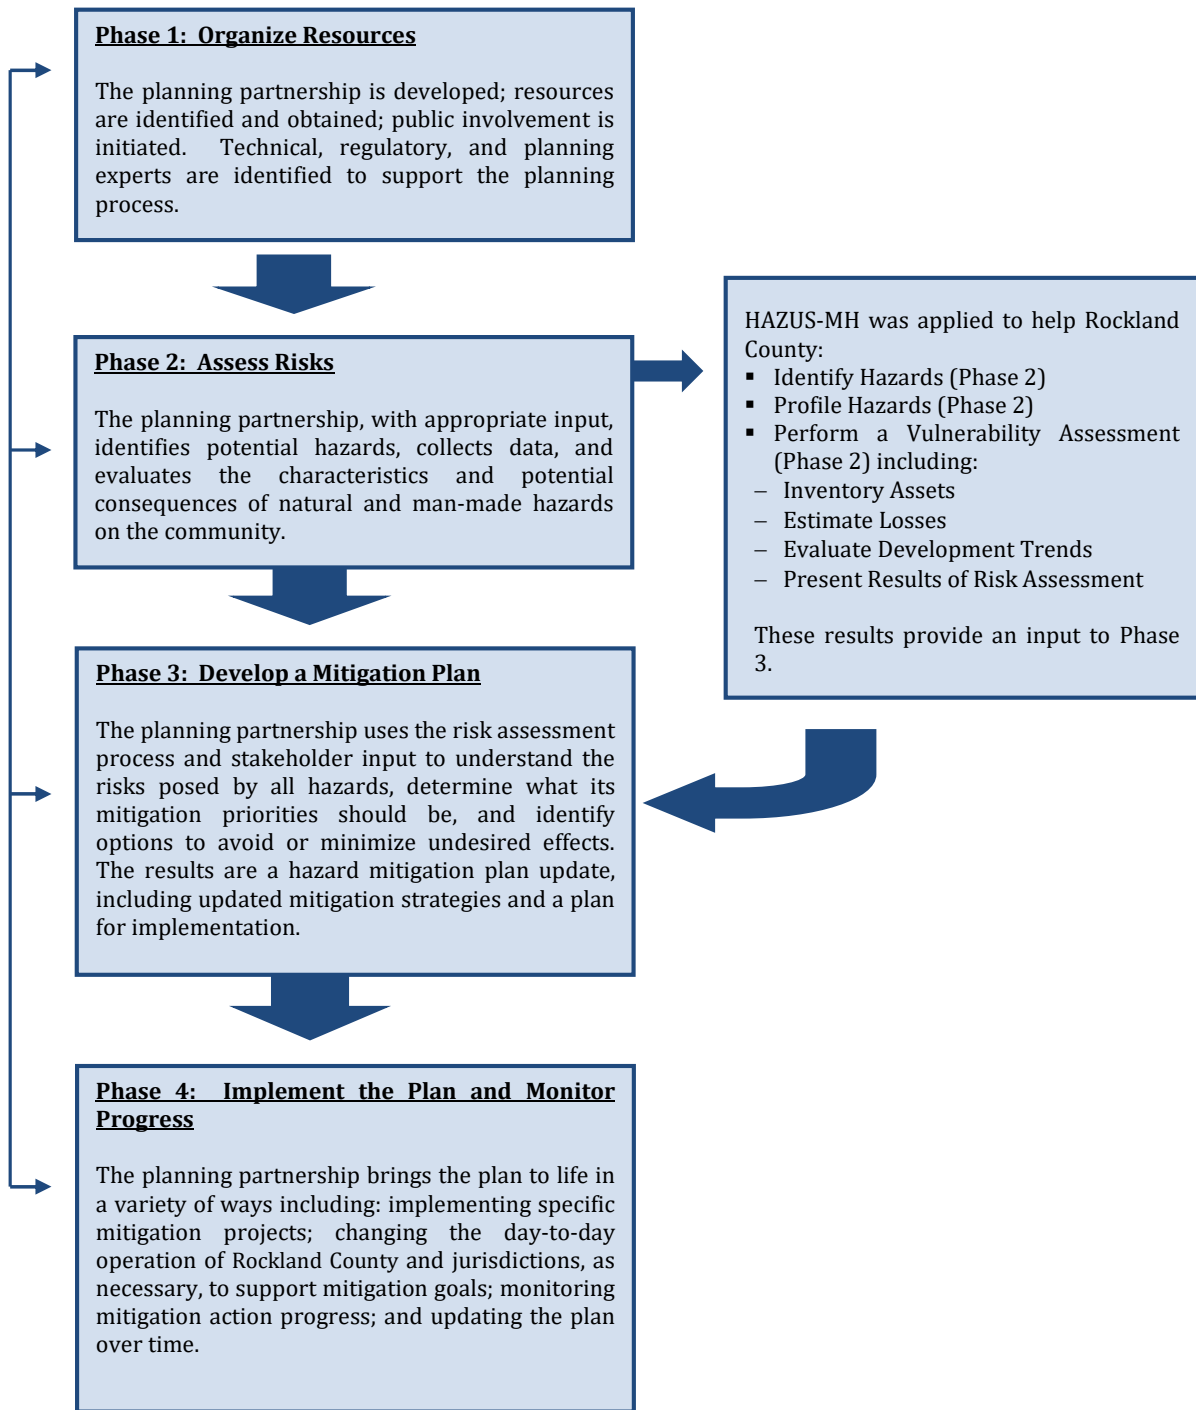 Phase 1: Organize Resources
The planning partnership is developed; resources
are identified and obtained; public involvement is
initiated. Technical, regulatory, and planning
experts are identified to support the planning
process.
Phase 2: Assess Risks
The planning partnership, with appropriate input,
identifies potential hazards, collects data, and
evaluates the characteristics and potential
consequences of natural and man-made hazards
on the community.
HAZUS-MH was applied to help Rockland
County:
▪ Identify Hazards (Phase 2)
▪ Profile Hazards (Phase 2)
▪ Perform a Vulnerability Assessment
(Phase 2) including:
– Inventory Assets
– Estimate Losses
– Evaluate Development Trends
– Present Results of Risk Assessment
These results provide an input to Phase
3.
Phase 3: Develop a Mitigation Plan
The planning partnership uses the risk assessment
process and stakeholder input to understand the
risks posed by all hazards, determine what its
mitigation priorities should be, and identify
options to avoid or minimize undesired effects.
The results are a hazard mitigation plan update,
including updated mitigation strategies and a plan
for implementation.
Phase 4: Implement the Plan and Monitor
Progress
The planning partnership brings the plan to life in
a variety of ways including: implementing specific
mitigation projects; changing the day-to-day
operation of Rockland County and jurisdictions, as
necessary, to support mitigation goals; monitoring
mitigation action progress; and updating the plan
over time.